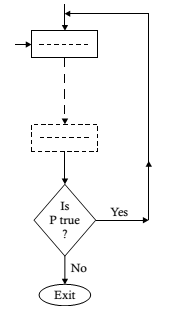 Is
P true
?
Yes
No
Exit